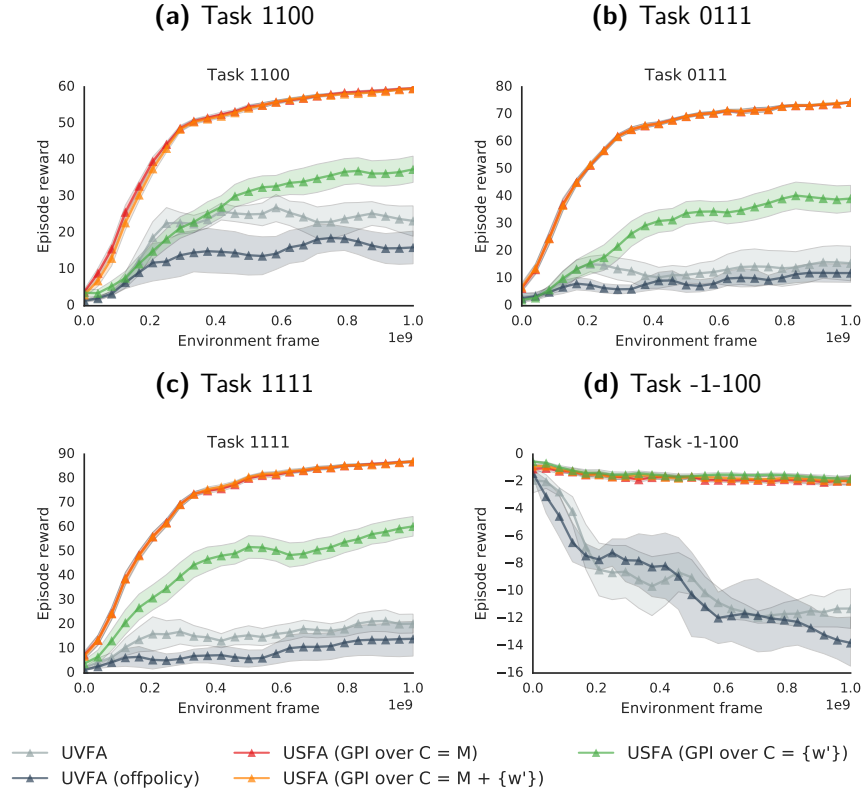 (a) Task 1100
(b) Task 0111
Task 1100
Task 0111
Episode reward
60
50
40
30
20
10
0
0.0 0.2 0.4 0.6 0.8 1.0
Environment frame 1e9
Episode reward
80
70
60
50
40
30
20
10
0
0.0 0.2 0.4 0.6 0.8 1.0
Environment frame 1e9
(c) Task 1111
(d) Task -1-100
Task 1111
Task -1-100
Episode reward
90
80
70
60
50
40
30
20
10
0
0.0 0.2 0.4 0.6 0.8 1.0
Environment frame 1e9
Episode reward
0
−2
−4
−6
−8
−10
−12
−14
−16
0.0 0.2 0.4 0.6 0.8 1.0
Environment frame 1e9
UVFA
USFA (GPI over C = M)
USFA (GPI over C = {w'})
UVFA (offpolicy)
USFA (GPI over C = M + {w'})